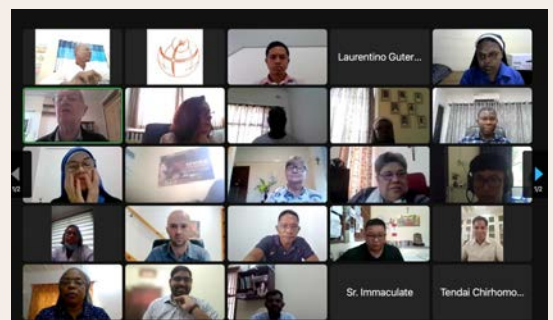 Laurentino Guter...
1/2
1/2
Sr. Immaculate
Tendai Chirhomo...